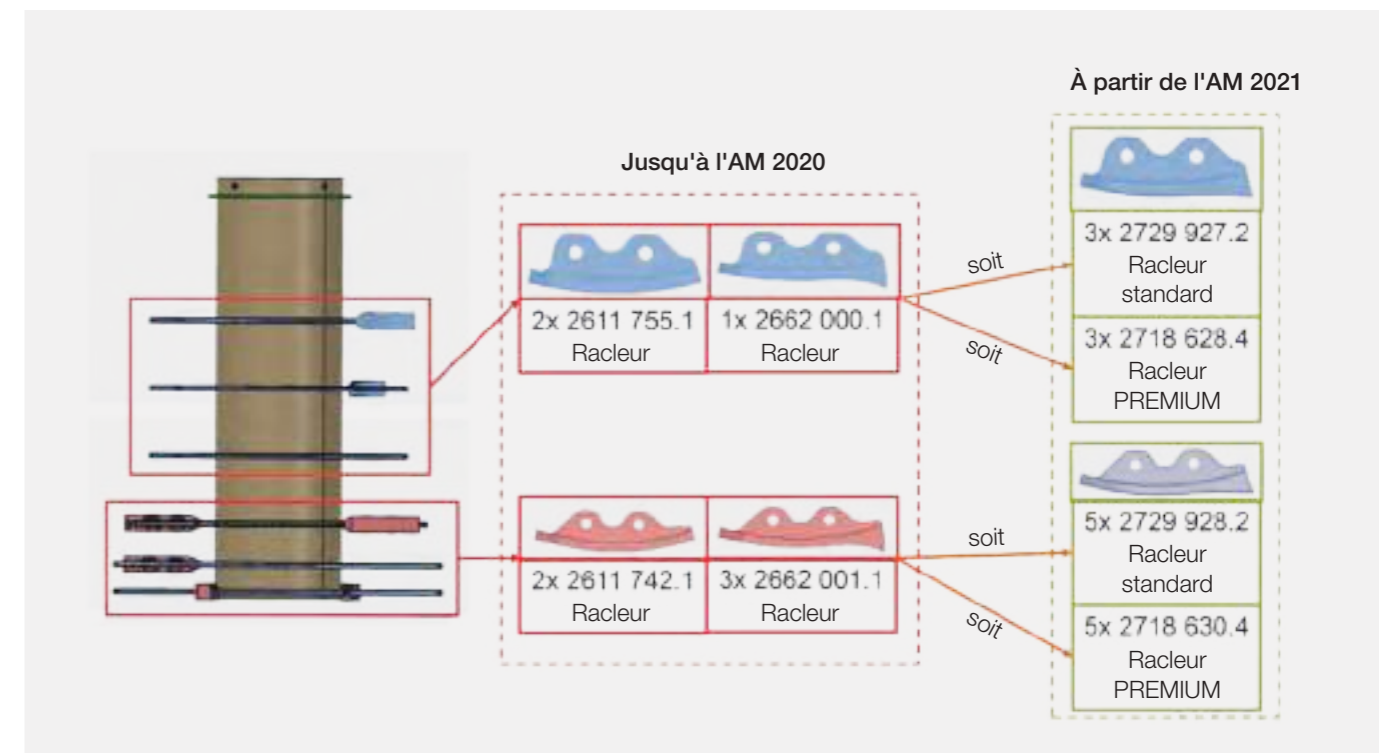 À partir de l'AM 2021
Jusqu'à l'AM 2020
2x 2611 755.1
Racleur
1x 2662 000.1
Racleur
soit
soit
3x 2729 927.2
Racleur
standard
3x 2718 628.4
Racleur
PREMIUM
2x 2611 742.1
Racleur
3x 2662 001.1
Racleur
soit
soit
5x 2729 928.2
Racleur
standard
5x 2718 630.4
Racleur
PREMIUM